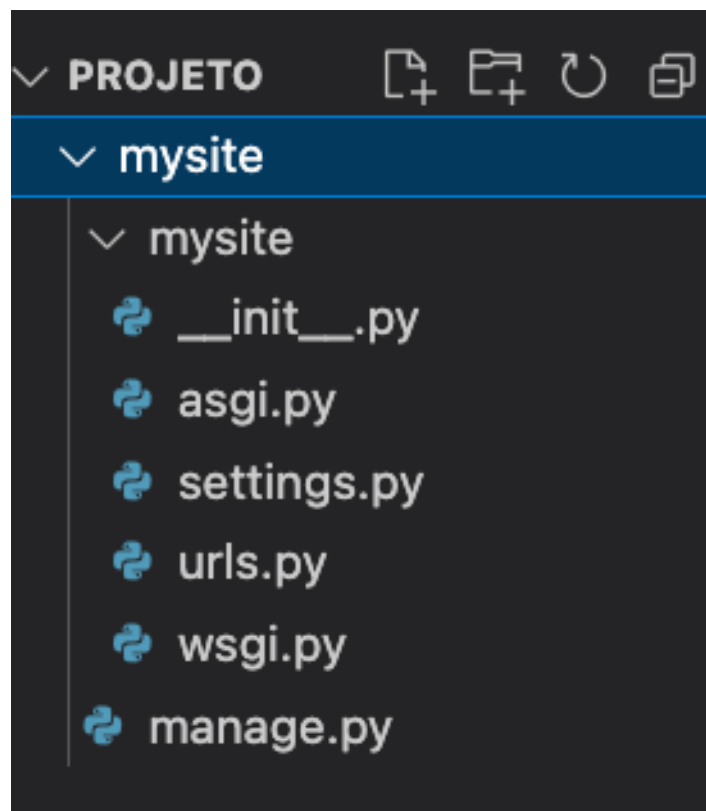 PROJETO
mysite
mysite
__init__.py
asgi.py
settings.py
urls.py
wsgi.py
manage.py